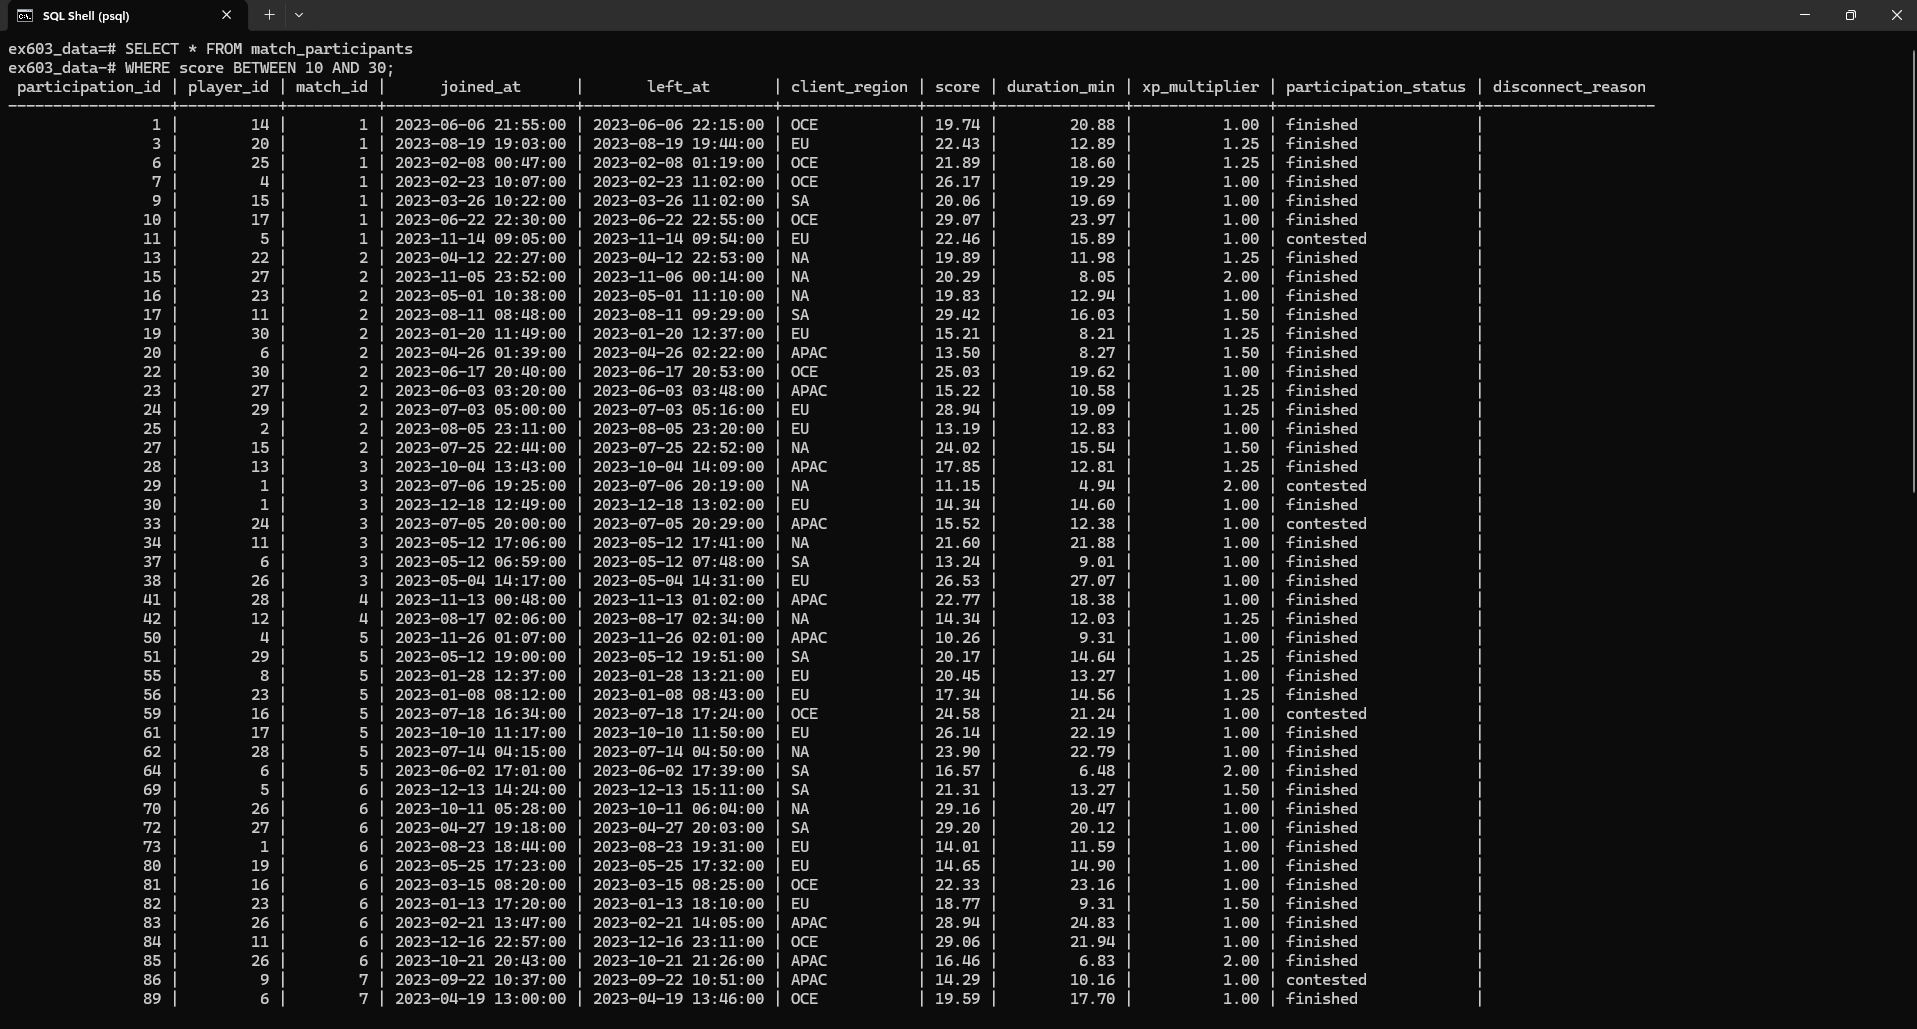 SQL Shell (psql)
ex603_data=# SELECT * FROM match_participants
ex603_data-# WHERE score BETWEEN 10 AND 30;
 participation_id | player_id | match_id |      joined_at      |       left_at       | client_region | score | duration_min | xp_multiplier | participation_status | disconnect_reason
------------------+-----------+----------+---------------------+---------------------+---------------+-------+--------------+---------------+----------------------+-------------------
                1 |        14 |        1 | 2023-06-06 21:55:00 | 2023-06-06 22:15:00 | OCE           | 19.74 |        20.88 |          1.00 | finished             |
                3 |        20 |        1 | 2023-08-19 19:03:00 | 2023-08-19 19:44:00 | EU            | 22.43 |        12.89 |          1.25 | finished             |
                6 |        25 |        1 | 2023-02-08 00:47:00 | 2023-02-08 01:19:00 | OCE           | 21.89 |        18.60 |          1.25 | finished             |
                7 |         4 |        1 | 2023-02-23 10:07:00 | 2023-02-23 11:02:00 | OCE           | 26.17 |        19.29 |          1.00 | finished             |
                9 |        15 |        1 | 2023-03-26 10:22:00 | 2023-03-26 11:02:00 | SA            | 20.06 |        19.69 |          1.00 | finished             |
               10 |        17 |        1 | 2023-06-22 22:30:00 | 2023-06-22 22:55:00 | OCE           | 29.07 |        23.97 |          1.00 | finished             |
               11 |         5 |        1 | 2023-11-14 09:05:00 | 2023-11-14 09:54:00 | EU            | 22.46 |        15.89 |          1.00 | contested            |
               13 |        22 |        2 | 2023-04-12 22:27:00 | 2023-04-12 22:53:00 | NA            | 19.89 |        11.98 |          1.25 | finished             |
               15 |        27 |        2 | 2023-11-05 23:52:00 | 2023-11-06 00:14:00 | NA            | 20.29 |         8.05 |          2.00 | finished             |
               16 |        23 |        2 | 2023-05-01 10:38:00 | 2023-05-01 11:10:00 | NA            | 19.83 |        12.94 |          1.00 | finished             |
               17 |        11 |        2 | 2023-08-11 08:48:00 | 2023-08-11 09:29:00 | SA            | 29.42 |        16.03 |          1.50 | finished             |
               19 |        30 |        2 | 2023-01-20 11:49:00 | 2023-01-20 12:37:00 | EU            | 15.21 |         8.21 |          1.25 | finished             |
               20 |         6 |        2 | 2023-04-26 01:39:00 | 2023-04-26 02:22:00 | APAC          | 13.50 |         8.27 |          1.50 | finished             |
               22 |        30 |        2 | 2023-06-17 20:40:00 | 2023-06-17 20:53:00 | OCE           | 25.03 |        19.62 |          1.00 | finished             |
               23 |        27 |        2 | 2023-06-03 03:20:00 | 2023-06-03 03:48:00 | APAC          | 15.22 |        10.58 |          1.25 | finished             |
               24 |        29 |        2 | 2023-07-03 05:00:00 | 2023-07-03 05:16:00 | EU            | 28.94 |        19.09 |          1.25 | finished             |
               25 |         2 |        2 | 2023-08-05 23:11:00 | 2023-08-05 23:20:00 | EU            | 13.19 |        12.83 |          1.00 | finished             |
               27 |        15 |        2 | 2023-07-25 22:44:00 | 2023-07-25 22:52:00 | NA            | 24.02 |        15.54 |          1.50 | finished             |
               28 |        13 |        3 | 2023-10-04 13:43:00 | 2023-10-04 14:09:00 | APAC          | 17.85 |        12.81 |          1.25 | finished             |
               29 |         1 |        3 | 2023-07-06 19:25:00 | 2023-07-06 20:19:00 | NA            | 11.15 |         4.94 |          2.00 | contested            |
               30 |         1 |        3 | 2023-12-18 12:49:00 | 2023-12-18 13:02:00 | EU            | 14.34 |        14.60 |          1.00 | finished             |
               33 |        24 |        3 | 2023-07-05 20:00:00 | 2023-07-05 20:29:00 | APAC          | 15.52 |        12.38 |          1.00 | contested            |
               34 |        11 |        3 | 2023-05-12 17:06:00 | 2023-05-12 17:41:00 | NA            | 21.60 |        21.88 |          1.00 | finished             |
               37 |         6 |        3 | 2023-05-12 06:59:00 | 2023-05-12 07:48:00 | SA            | 13.24 |         9.01 |          1.00 | finished             |
               38 |        26 |        3 | 2023-05-04 14:17:00 | 2023-05-04 14:31:00 | EU            | 26.53 |        27.07 |          1.00 | finished             |
               41 |        28 |        4 | 2023-11-13 00:48:00 | 2023-11-13 01:02:00 | APAC          | 22.77 |        18.38 |          1.00 | finished             |
               42 |        12 |        4 | 2023-08-17 02:06:00 | 2023-08-17 02:34:00 | NA            | 14.34 |        12.03 |          1.25 | finished             |
               50 |         4 |        5 | 2023-11-26 01:07:00 | 2023-11-26 02:01:00 | APAC          | 10.26 |         9.31 |          1.00 | finished             |
               51 |        29 |        5 | 2023-05-12 19:00:00 | 2023-05-12 19:51:00 | SA            | 20.17 |        14.64 |          1.25 | finished             |
               55 |         8 |        5 | 2023-01-28 12:37:00 | 2023-01-28 13:21:00 | EU            | 20.45 |        13.27 |          1.00 | finished             |
               56 |        23 |        5 | 2023-01-08 08:12:00 | 2023-01-08 08:43:00 | EU            | 17.34 |        14.56 |          1.25 | finished             |
               59 |        16 |        5 | 2023-07-18 16:34:00 | 2023-07-18 17:24:00 | OCE           | 24.58 |        21.24 |          1.00 | contested            |
               61 |        17 |        5 | 2023-10-10 11:17:00 | 2023-10-10 11:50:00 | EU            | 26.14 |        22.19 |          1.00 | finished             |
               62 |        28 |        5 | 2023-07-14 04:15:00 | 2023-07-14 04:50:00 | NA            | 23.90 |        22.79 |          1.00 | finished             |
               64 |         6 |        5 | 2023-06-02 17:01:00 | 2023-06-02 17:39:00 | SA            | 16.57 |         6.48 |          2.00 | finished             |
               69 |         5 |        6 | 2023-12-13 14:24:00 | 2023-12-13 15:11:00 | SA            | 21.31 |        13.27 |          1.50 | finished             |
               70 |        26 |        6 | 2023-10-11 05:28:00 | 2023-10-11 06:04:00 | NA            | 29.16 |        20.47 |          1.00 | finished             |
               72 |        27 |        6 | 2023-04-27 19:18:00 | 2023-04-27 20:03:00 | SA            | 29.20 |        20.12 |          1.00 | finished             |
               73 |         1 |        6 | 2023-08-23 18:44:00 | 2023-08-23 19:31:00 | EU            | 14.01 |        11.59 |          1.00 | finished             |
               80 |        19 |        6 | 2023-05-25 17:23:00 | 2023-05-25 17:32:00 | EU            | 14.65 |        14.90 |          1.00 | finished             |
               81 |        16 |        6 | 2023-03-15 08:20:00 | 2023-03-15 08:25:00 | OCE           | 22.33 |        23.16 |          1.00 | finished             |
               82 |        23 |        6 | 2023-01-13 17:20:00 | 2023-01-13 18:10:00 | EU            | 18.77 |         9.31 |          1.50 | finished             |
               83 |        26 |        6 | 2023-02-21 13:47:00 | 2023-02-21 14:05:00 | APAC          | 28.94 |        24.83 |          1.00 | finished             |
               84 |        11 |        6 | 2023-12-16 22:57:00 | 2023-12-16 23:11:00 | OCE           | 29.06 |        21.94 |          1.00 | finished             |
               85 |        26 |        6 | 2023-10-21 20:43:00 | 2023-10-21 21:26:00 | APAC          | 16.46 |         6.83 |          2.00 | finished             |
               86 |         9 |        7 | 2023-09-22 10:37:00 | 2023-09-22 10:51:00 | APAC          | 14.29 |        10.16 |          1.00 | contested            |
               89 |         6 |        7 | 2023-04-19 13:00:00 | 2023-04-19 13:46:00 | OCE           | 19.59 |        17.70 |          1.00 | finished             |